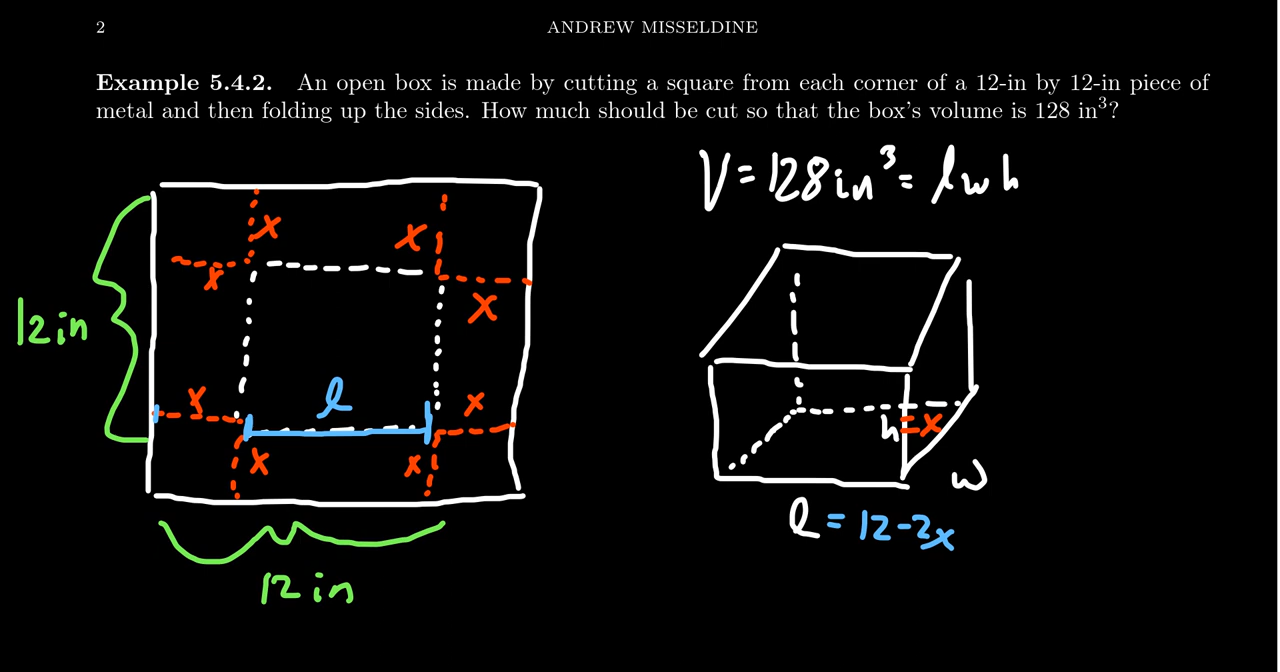 2
ANDREW MISSELDINE
Example 5.4.2. An open box is made by cutting a square from each corner of a 12-in by 12-in piece of
metal and then folding up the sides. How much should be cut so that the box's volume is 128 in³?
V = 128 in³ = l w h
x
x
x
x
12 in
x
l
x
x
x
h = x
w
l = 12 - 2x
12 in